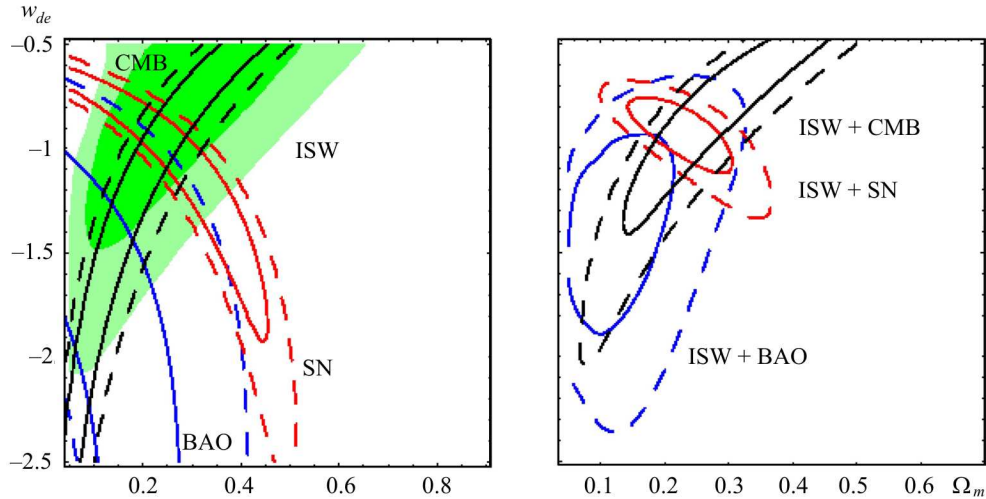 w_de
−0.5
−1
−1.5
−2
−2.5
CMB
ISW
SN
BAO
0.2
0.4
0.6
0.8
ISW + CMB
ISW + SN
ISW + BAO
0.1
0.2
0.3
0.4
0.5
0.6
Ω_m